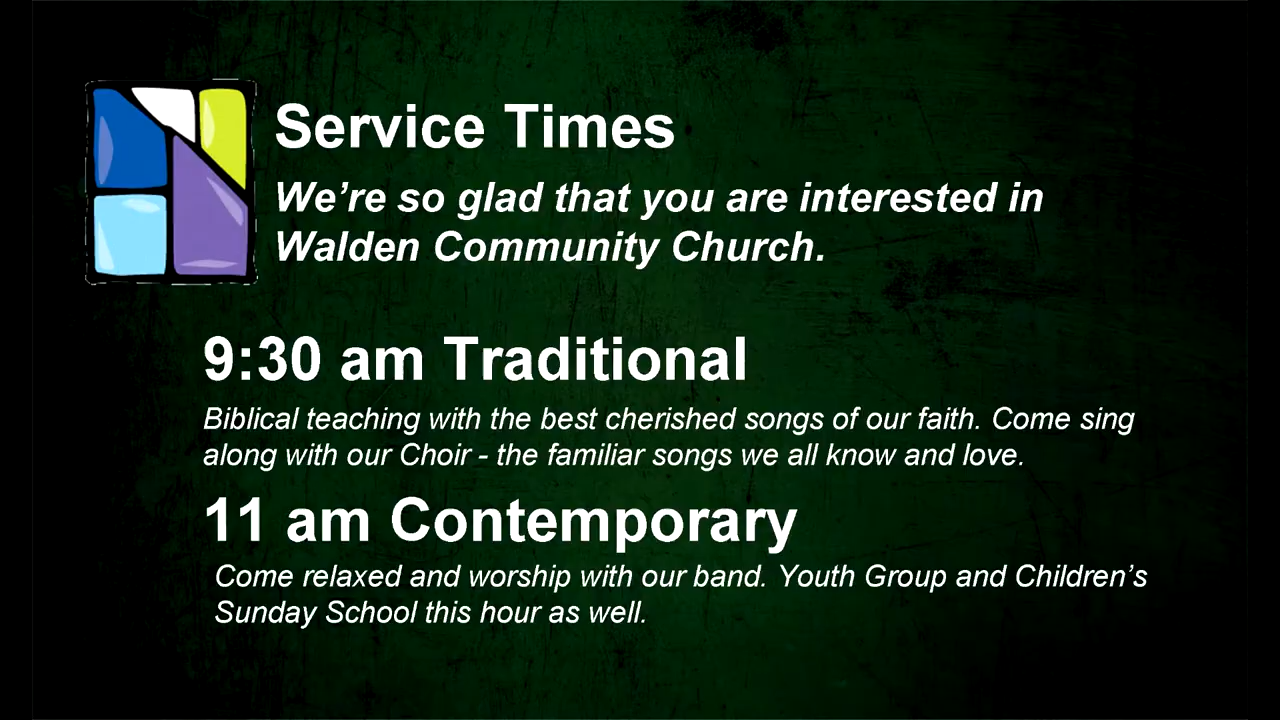 Service Times
We’re so glad that you are interested in
Walden Community Church.
9:30 am Traditional
Biblical teaching with the best cherished songs of our faith. Come sing
along with our Choir - the familiar songs we all know and love.
11 am Contemporary
Come relaxed and worship with our band. Youth Group and Children’s
Sunday School this hour as well.